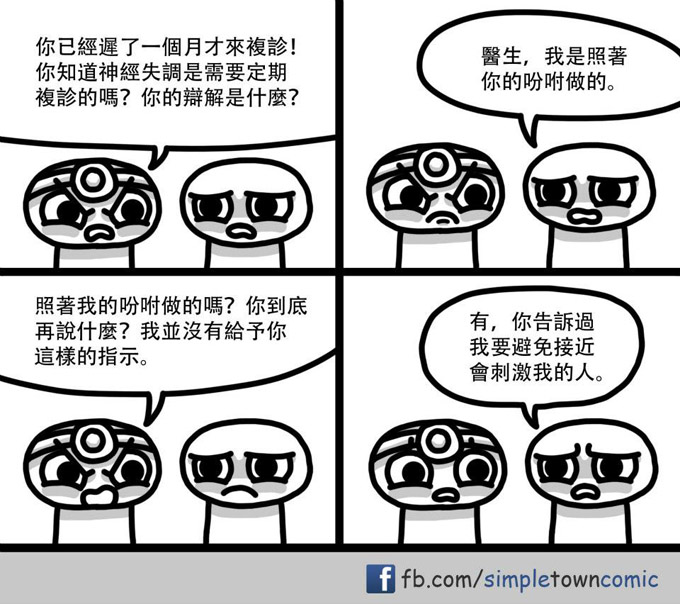 你已經遲了一個月才來複診!
你知道神經失調是需要定期
複診的嗎？你的辯解是什麼？
醫生，我是照著
你的吩咐做的。
照著我的吩咐做的嗎？你到底
再說什麼？我並沒有給予你
這樣的指示。
有，你告訴過
我要避免接近
會刺激我的人。
f fb.com/simpletowncomic